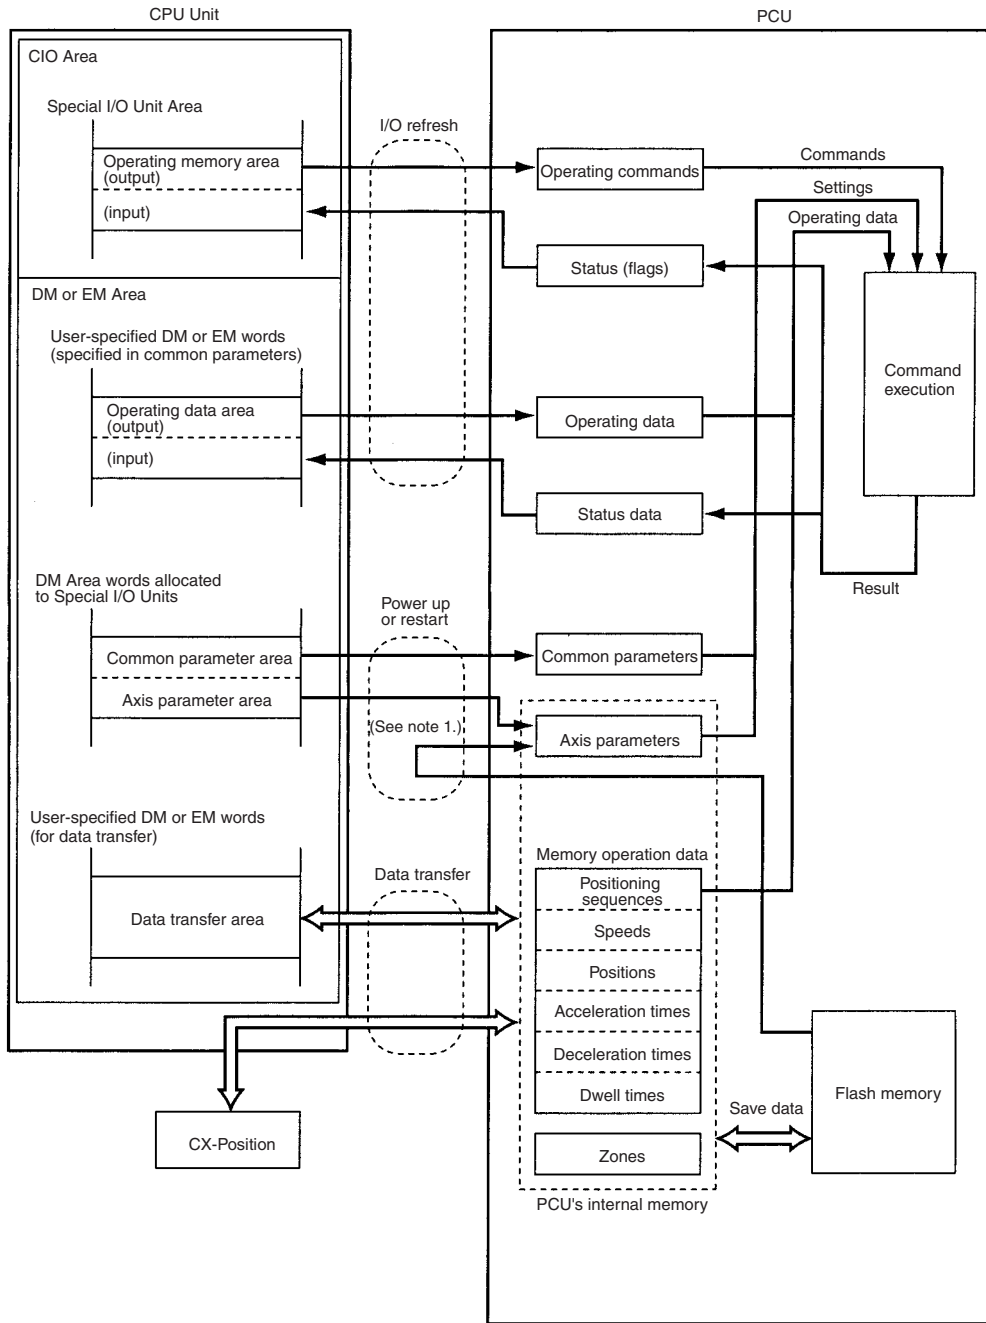 CPU Unit
PCU
CIO Area
Special I/O Unit Area
I/O refresh
Operating memory area
(output)
(input)
Operating commands
Commands
Settings
Operating data
Status (flags)
DM or EM Area
User-specified DM or EM words
(specified in common parameters)
Operating data area
(output)
(input)
Operating data
Status data
Command
execution
Result
DM Area words allocated
to Special I/O Units
Power up
or restart
Common parameter area
Axis parameter area
Common parameters
(See note 1.)
Axis parameters
User-specified DM or EM words
(for data transfer)
Data transfer
Data transfer area
Memory operation data
Positioning
sequences
Speeds
Positions
Acceleration times
Deceleration times
Dwell times
Zones
PCU's internal memory
Save data
Flash memory
CX-Position